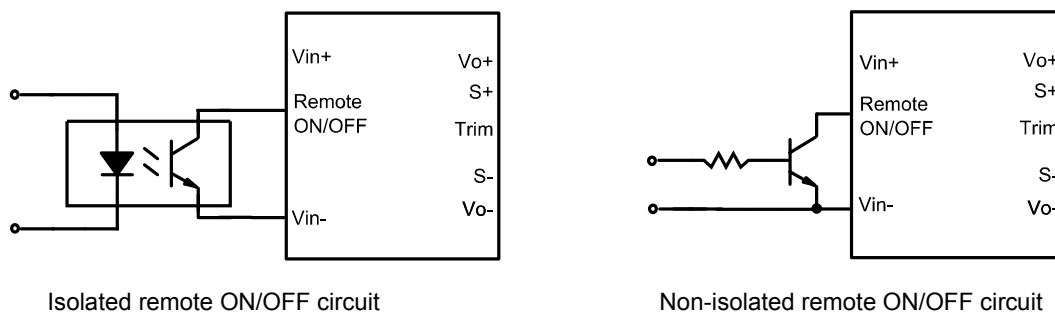 Vin+
Vo+
S+
Remote
ON/OFF
Trim
S-
Vin-
Vo-
Isolated remote ON/OFF circuit
Vin+
Vo+
S+
Remote
ON/OFF
Trim
S-
Vin-
Vo-
Non-isolated remote ON/OFF circuit